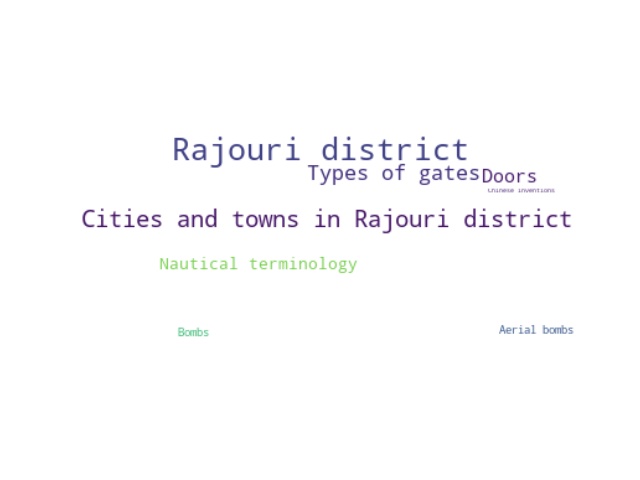 Rajouri district
Types of gates
Doors
Chinese inventions
Cities and towns in Rajouri district
Nautical terminology
Bombs
Aerial bombs